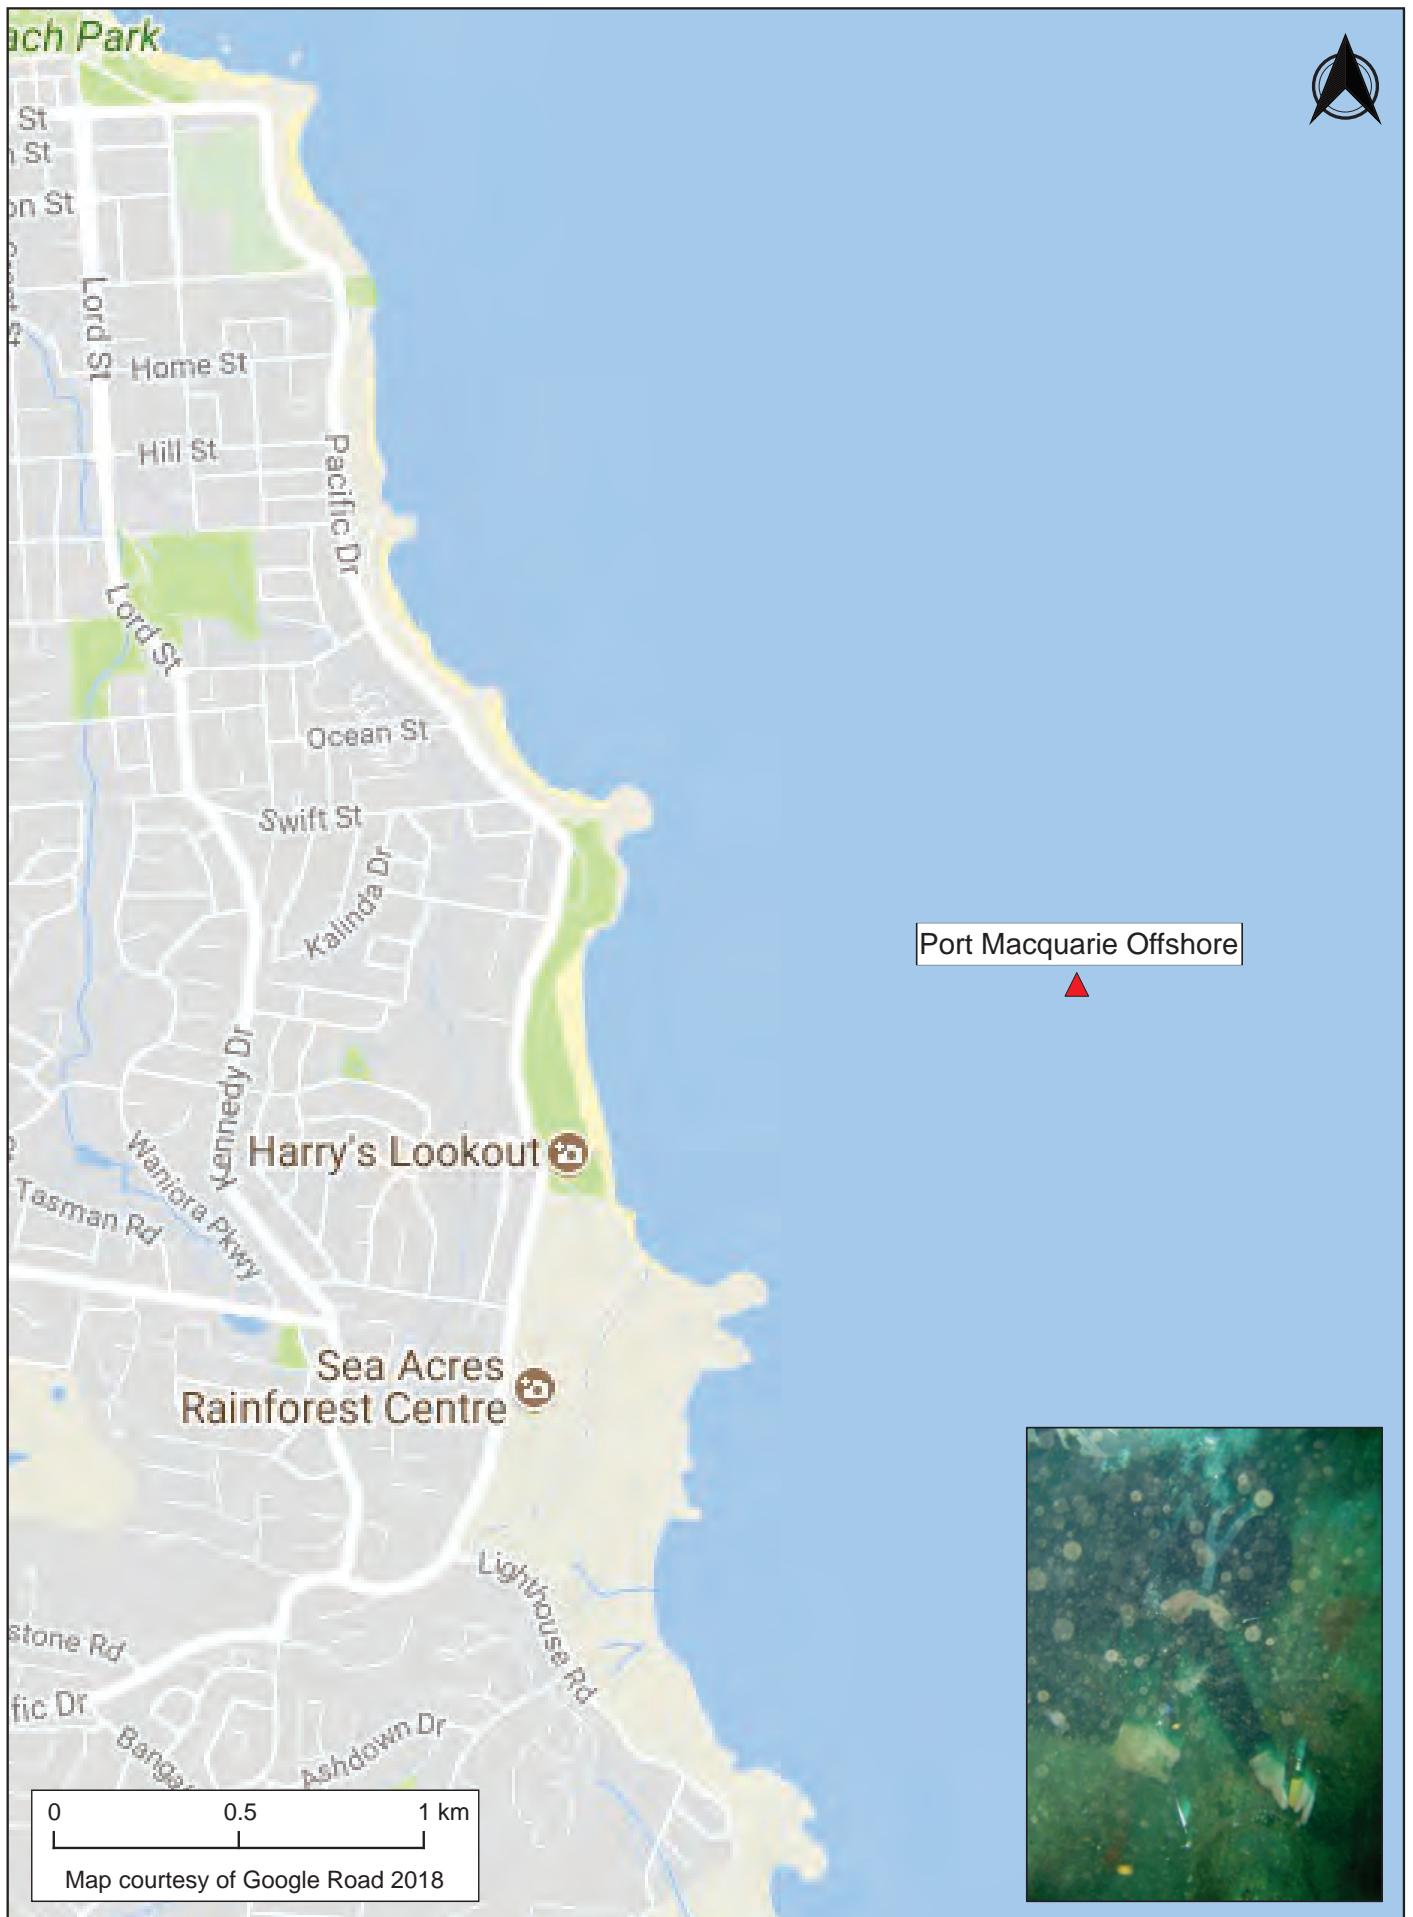 ach Park
St
St
on St
Lord St
Home St
Hill St
Pacific Dr
Lord St
Ocean St
Swift St
Kalinda Dr
Port Macquarie Offshore
Kennedy Dr
Harry's Lookout
Waniora Pkwy
Tasman Rd
Sea Acres
Rainforest Centre
Lighthouse Rd
stone Rd
fic Dr
Banga
Ashdown Dr
0 0.5 1 km
Map courtesy of Google Road 2018